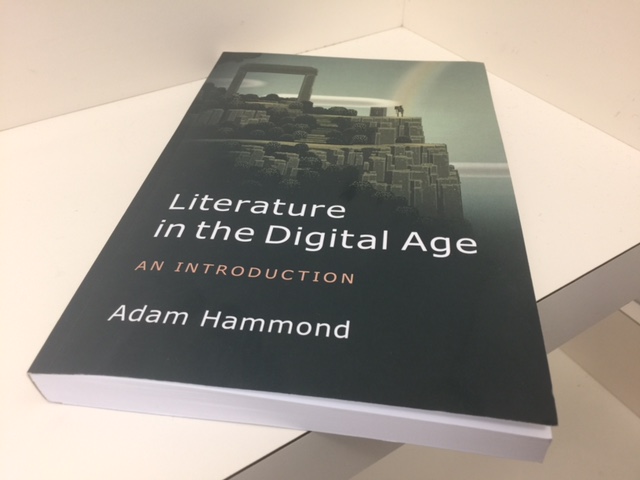 Literature
in the Digital Age
AN INTRODUCTION
Adam Hammond